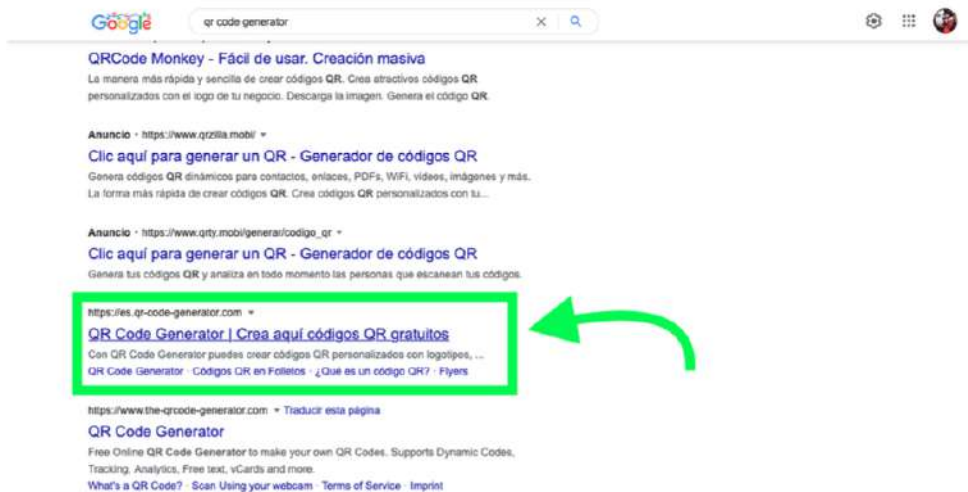 Google
qr code generator
QRCode Monkey - Fácil de usar. Creación masiva
La manera más rápida y sencilla de crear códigos QR. Crea atractivos códigos QR
personalizados con el logo de tu negocio. Descarga la imagen. Genera el código QR.
Anuncio · https://www.qrzilla.mobi/
Clic aquí para generar un QR - Generador de códigos QR
Genera códigos QR dinámicos para contactos, enlaces, PDFs, WiFi, vídeos, imágenes y más.
La forma más rápida de crear códigos QR. Crea códigos QR personalizados con tu...
Anuncio · https://www.qrty.mobi/generar/codigo_qr
Clic aquí para generar un QR - Generador de códigos QR
Genera tus códigos QR y analiza en todo momento las personas que escanean tus códigos.
https://es.qr-code-generator.com
QR Code Generator | Crea aquí códigos QR gratuitos
Con QR Code Generator puedes crear códigos QR personalizados con logotipos, ...
QR Code Generator · Códigos QR en Folletos · ¿Qué es un código QR? · Flyers
https://www.the-qrcode-generator.com Traducir esta página
QR Code Generator
Free Online QR Code Generator to make your own QR Codes. Supports Dynamic Codes,
Tracking, Analytics, Free text, vCards and more.
What's a QR Code? · Scan Using your webcam · Terms of Service · Imprint